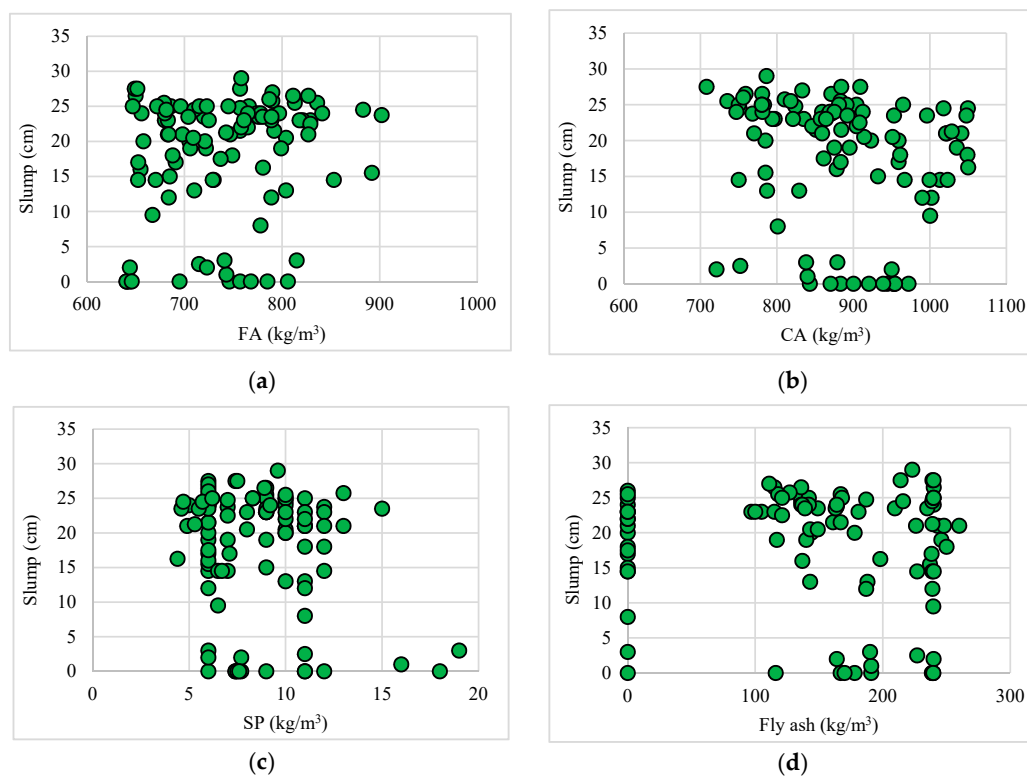 35
30
25
20
15
10
5
0
Slump (cm)
600 700 800 900 1000
FA (kg/m³)
(a)
35
30
25
20
15
10
5
0
Slump (cm)
600 700 800 900 1000 1100
CA (kg/m³)
(b)
35
30
25
20
15
10
5
0
Slump (cm)
0 5 10 15 20
SP (kg/m³)
(c)
35
30
25
20
15
10
5
0
Slump (cm)
0 100 200 300
Fly ash (kg/m³)
(d)